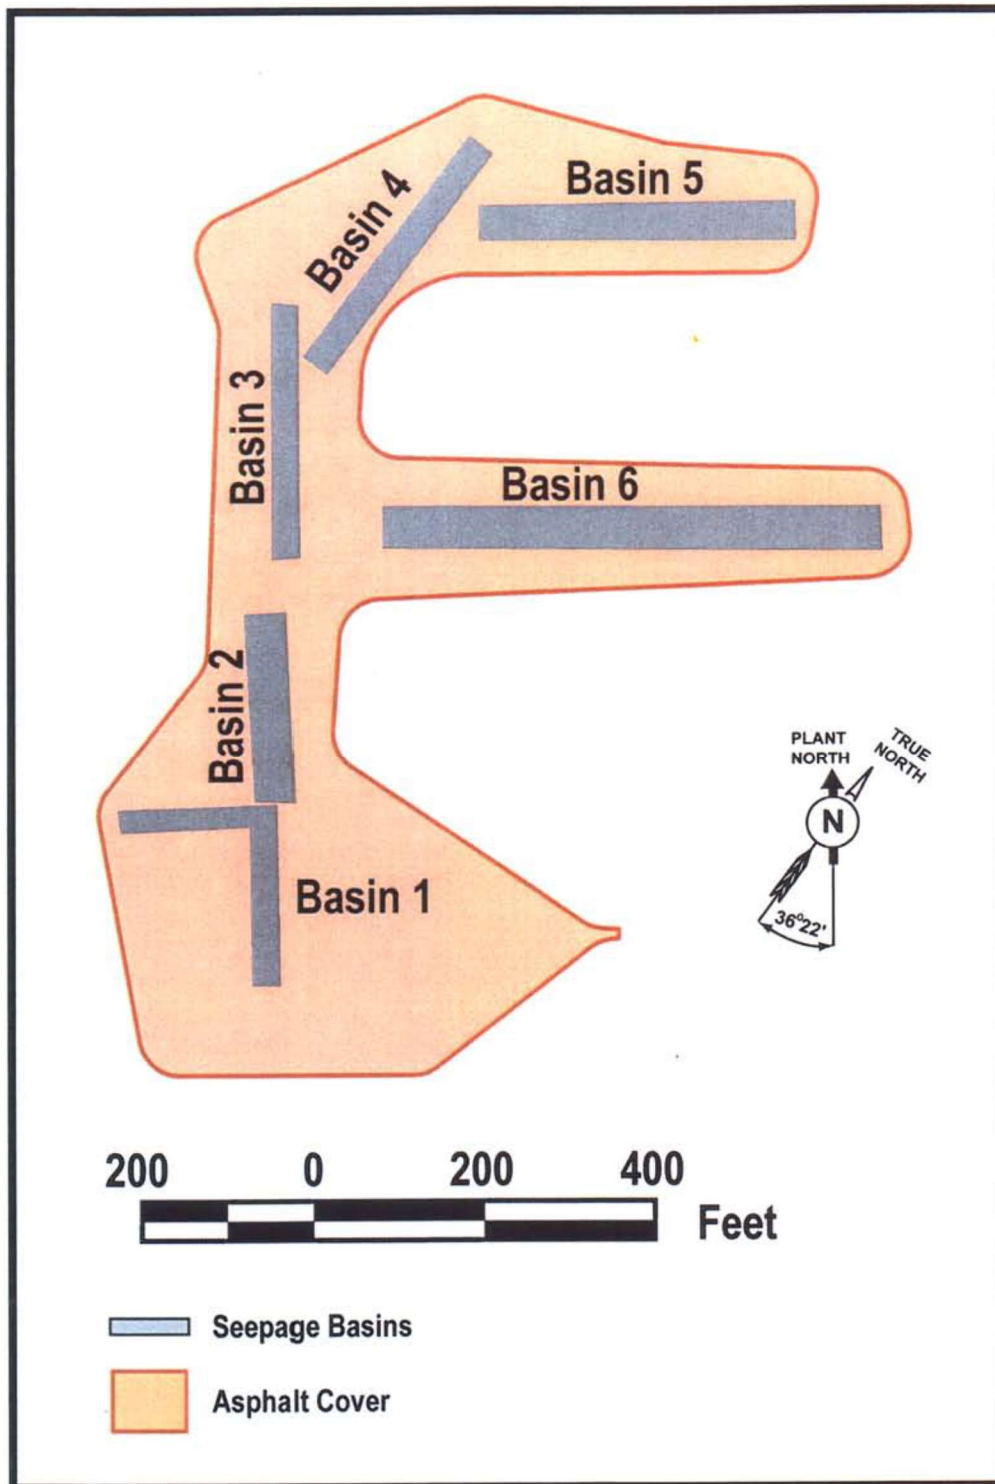 Basin 5
Basin 4
Basin 3
Basin 6
Basin 2
Basin 1
PLANT
NORTH
TRUE
NORTH
N
36°22'
200 0 200 400
Feet
Seepage Basins
Asphalt Cover